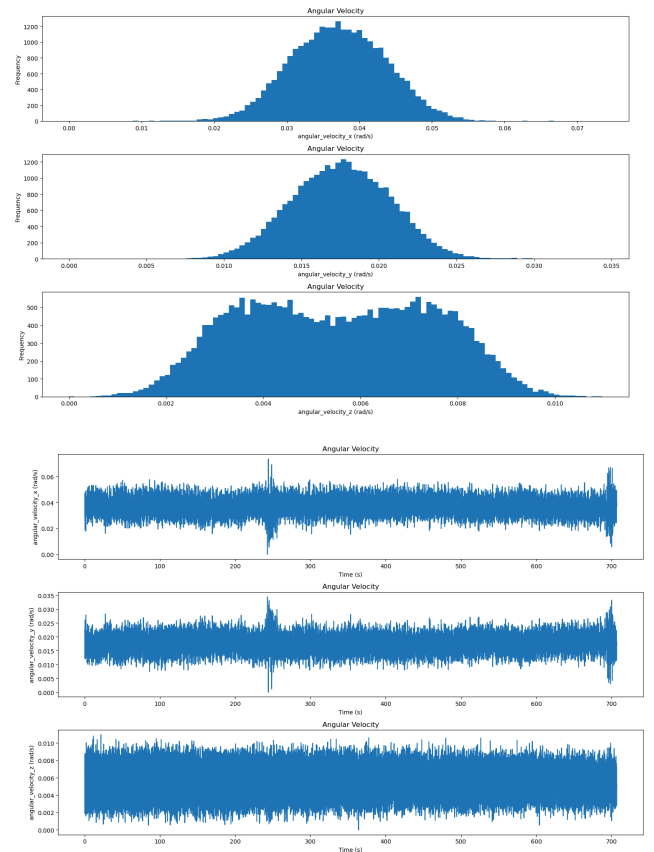 Angular Velocity
1200
1000
800
600
400
200
0
Frequency
0.00 0.01 0.02 0.03 0.04 0.05 0.06 0.07
angular_velocity_x (rad/s)
Angular Velocity
1200
1000
800
600
400
200
0
Frequency
0.000 0.005 0.010 0.015 0.020 0.025 0.030 0.035
angular_velocity_y (rad/s)
Angular Velocity
500
400
300
200
100
0
Frequency
0.000 0.002 0.004 0.006 0.008 0.010
angular_velocity_z (rad/s)
Angular Velocity
0.06
0.04
0.02
0.00
angular_velocity_x (rad/s)
0 100 200 300 400 500 600 700
Time (s)
Angular Velocity
0.035
0.030
0.025
0.020
0.015
0.010
0.005
0.000
angular_velocity_y (rad/s)
0 100 200 300 400 500 600 700
Time (s)
Angular Velocity
0.010
0.008
0.006
0.004
0.002
0.000
angular_velocity_z (rad/s)
0 100 200 300 400 500 600 700
Time (s)